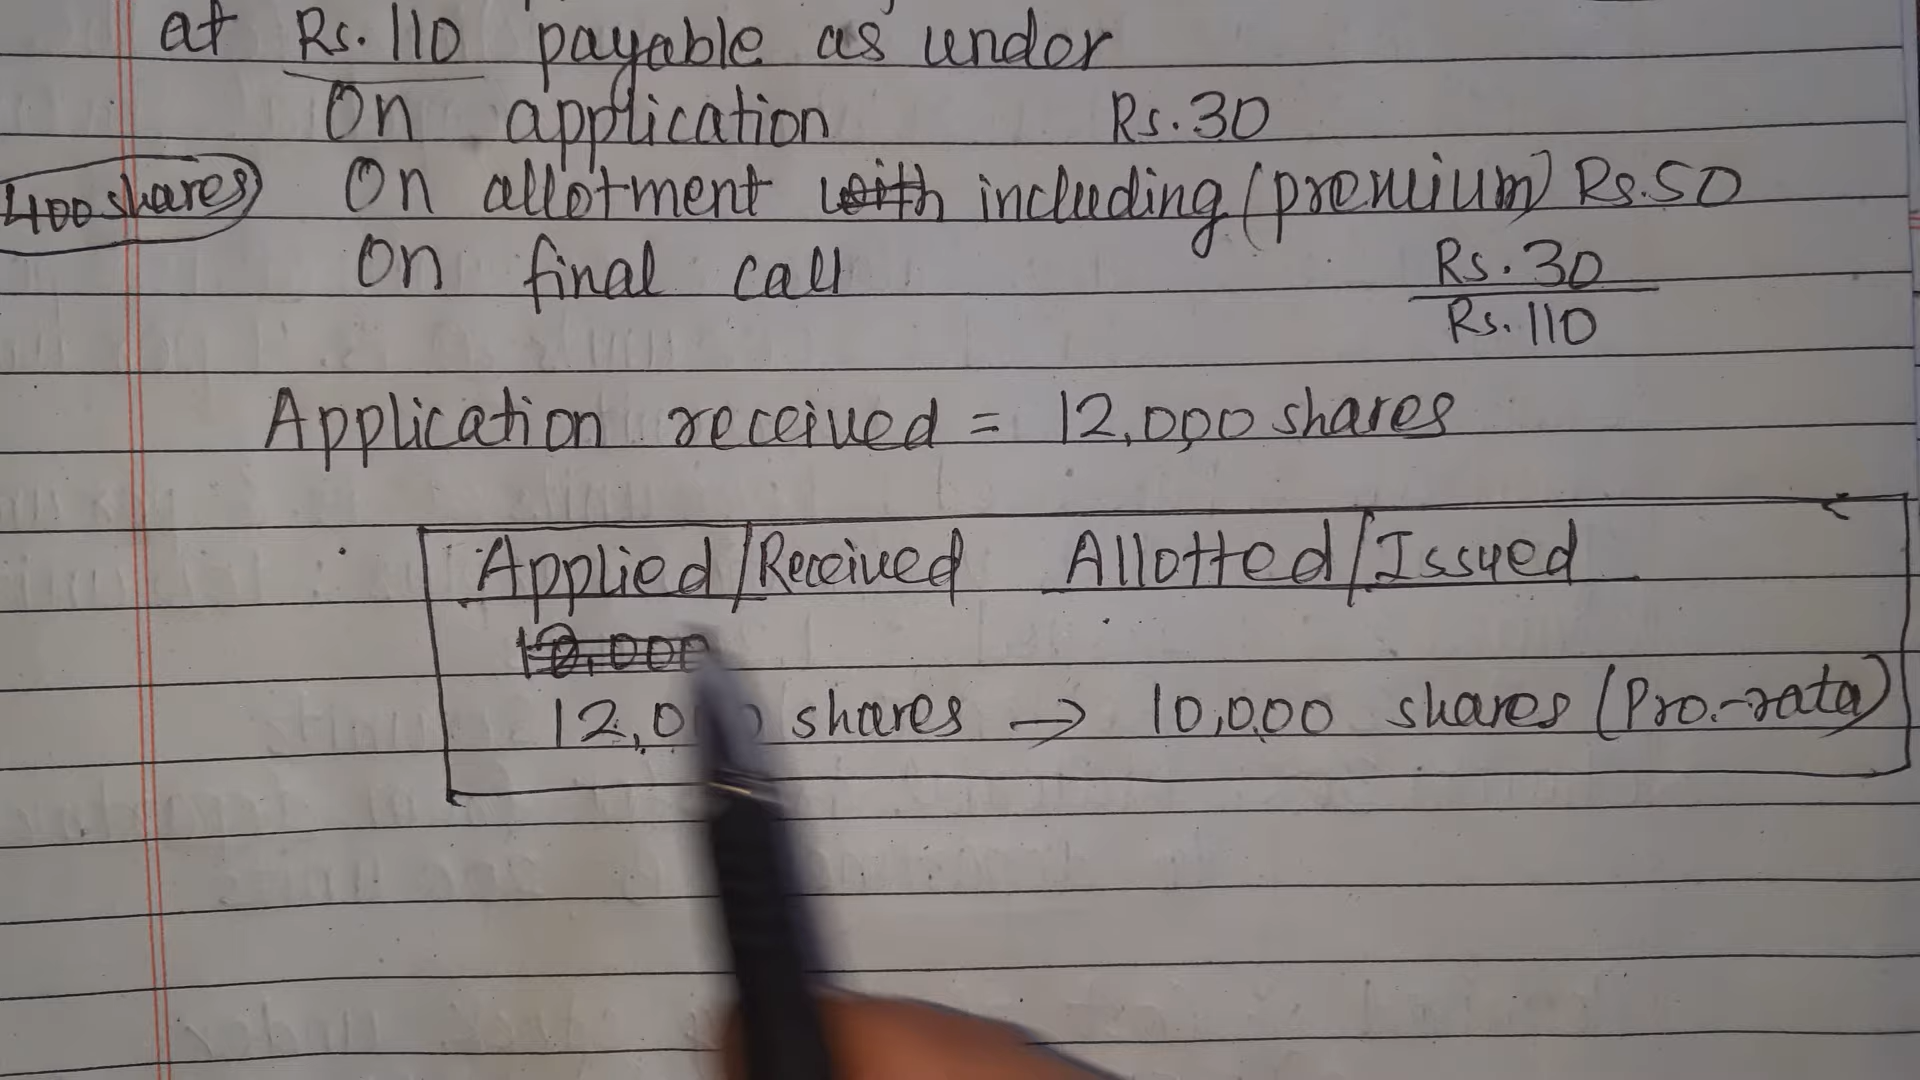 at Rs. 110 payable as under
On application Rs. 30
400 shares On allotment with including (premium) Rs. 50
On final call Rs. 30
Rs. 110
Application received = 12,000 shares
Applied/Received Allotted/Issued
12,000 shares → 10,000 shares (Pro-rata)